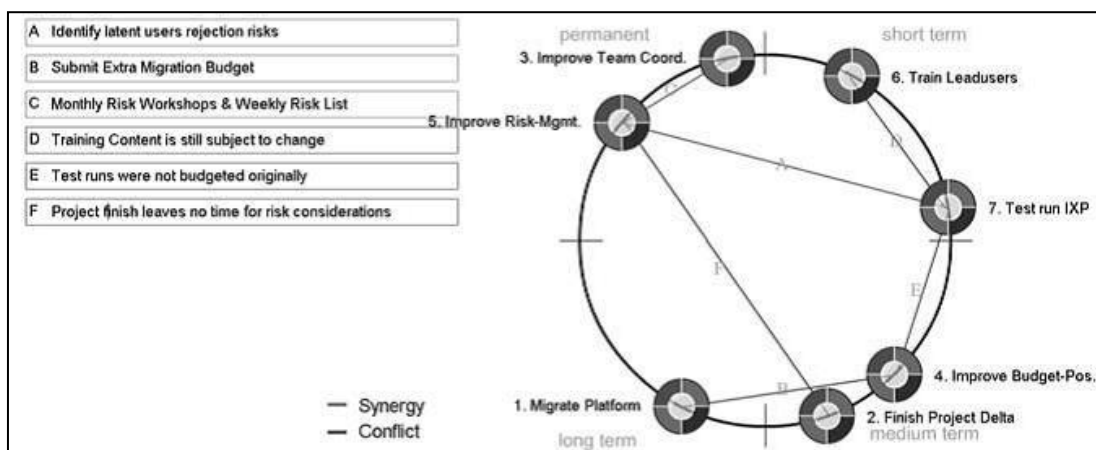 A Identify latent users rejection risks
B Submit Extra Migration Budget
C Monthly Risk Workshops & Weekly Risk List
D Training Content is still subject to change
E Test runs were not budgeted originally
F Project finish leaves no time for risk considerations
permanent
short term
3. Improve Team Coord.
6. Train Leadusers
C
5. Improve Risk-Mgmt.
D
A
7. Test run IXP
F
E
4. Improve Budget-Pos.
B
1. Migrate Platform
2. Finish Project Delta
long term
medium term
Synergy
Conflict